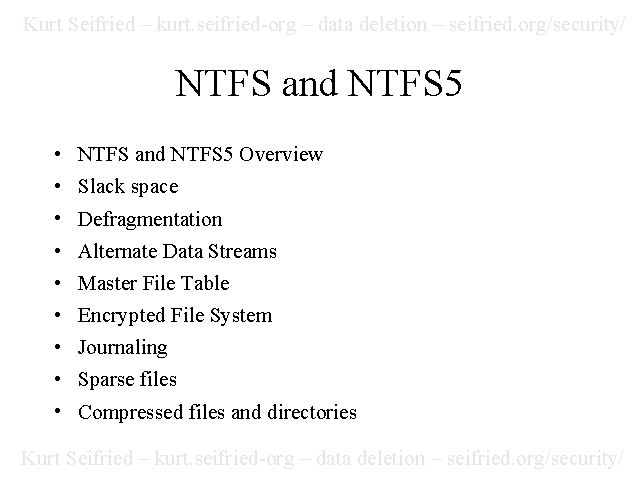 Kurt Seifried – kurt.seifried-org – data deletion – seifried.org/security/
NTFS and NTFS5
• NTFS and NTFS5 Overview
• Slack space
• Defragmentation
• Alternate Data Streams
• Master File Table
• Encrypted File System
• Journaling
• Sparse files
• Compressed files and directories
Kurt Seifried – kurt.seifried-org – data deletion – seifried.org/security/